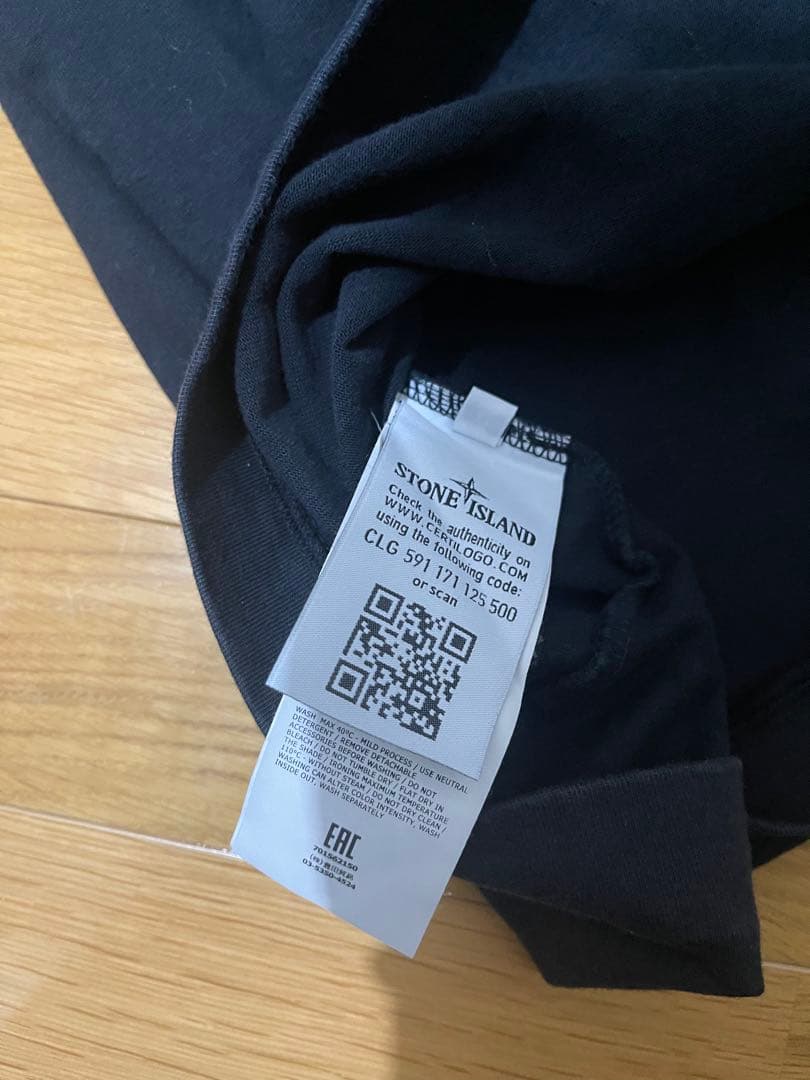 STONE ISLAND
Check the authenticity on
WWW.CERTILOGO.COM
using the following code:
CLG 591 171 125 500
or scan
WASH MAX 40ºC - MILD PROCESS / USE NEUTRAL
DETERGENT / REMOVE DETACHABLE
ACCESSORIES BEFORE WASHING / DO NOT
BLEACH / DO NOT TUMBLE DRY / FLAT DRY IN
THE SHADE / IRONING MAXIMUM TEMPERATURE
110ºC - WITHOUT STEAM / DO NOT DRY CLEAN /
WASHING CAN ALTER COLOR INTENSITY, WASH
INSIDE OUT, WASH SEPARATELY
EAC
701562150
03-5350-4524